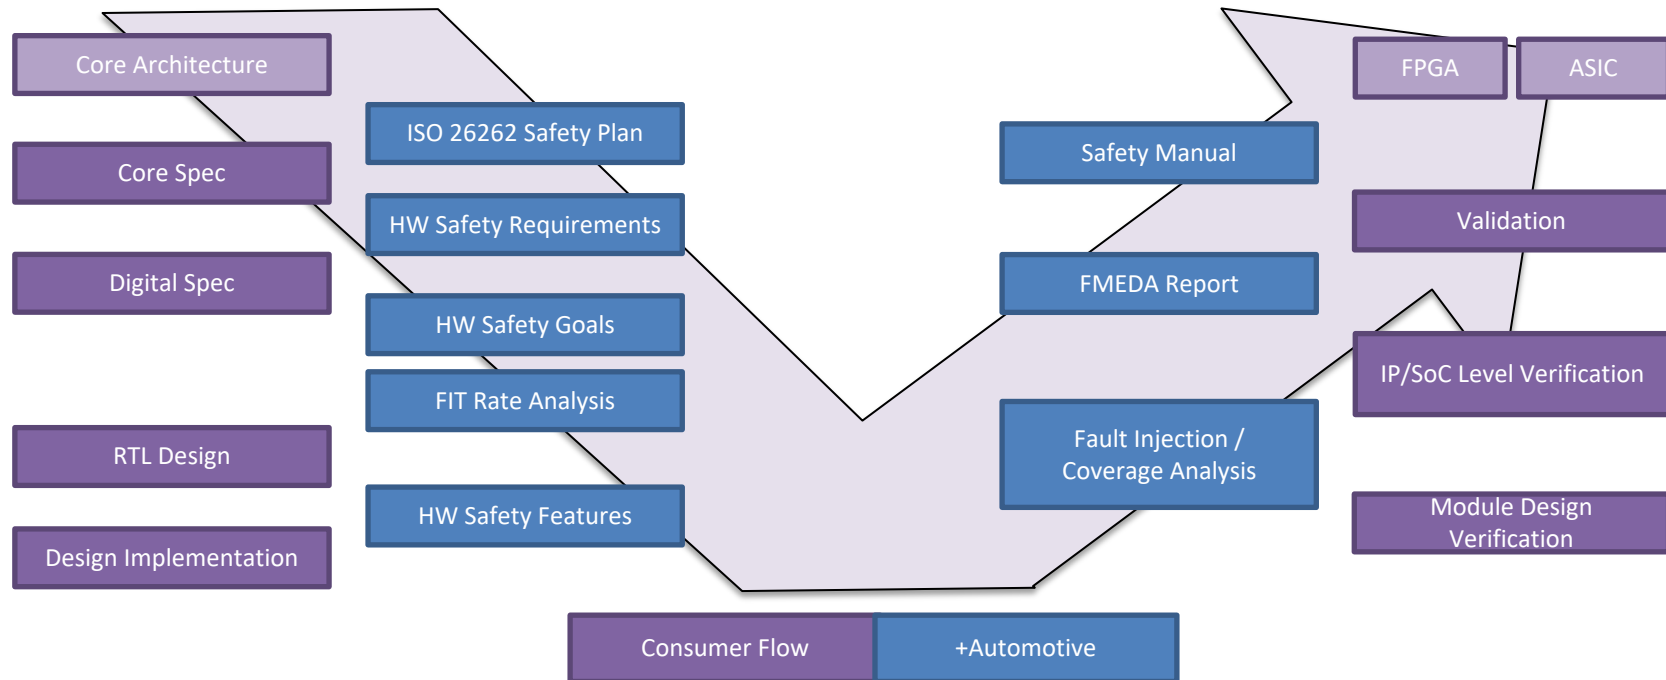 Core Architecture
Core Spec
Digital Spec
RTL Design
Design Implementation
ISO 26262 Safety Plan
HW Safety Requirements
HW Safety Goals
FIT Rate Analysis
HW Safety Features
Safety Manual
FMEDA Report
Fault Injection /
Coverage Analysis
FPGA
ASIC
Validation
IP/SoC Level Verification
Module Design
Verification
Consumer Flow
+Automotive